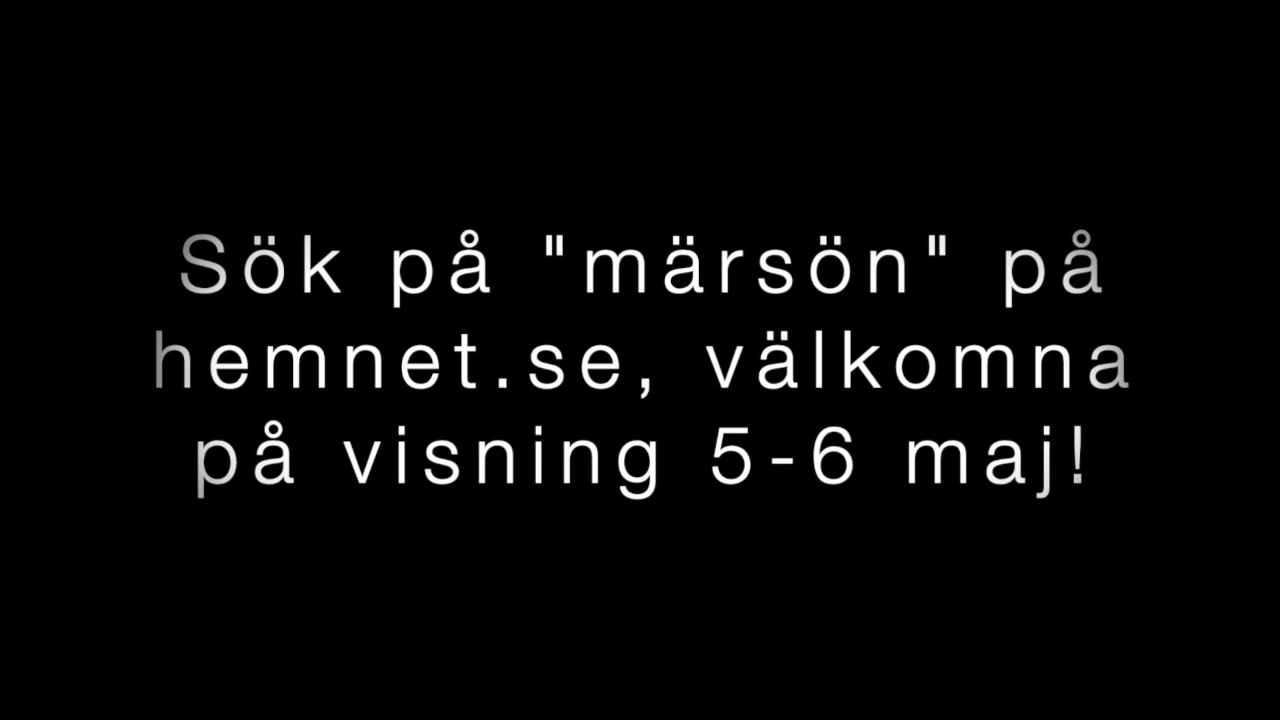 Sök på "märsön" på
hemnet.se, välkomna
på visning 5-6 maj!